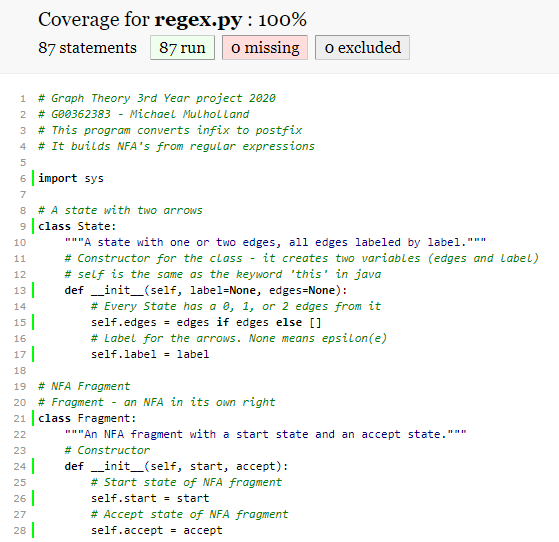 Coverage for regex.py : 100%
87 statements 87 run 0 missing 0 excluded
1 # Graph Theory 3rd Year project 2020
2 # G00362383 - Michael Mulholland
3 # This program converts infix to postfix
4 # It builds NFA's from regular expressions
5
6 import sys
7
8 # A state with two arrows
9 class State:
10 """A state with one or two edges, all edges labeled by label."""
11 # Constructor for the class - it creates two variables (edges and label)
12 # self is the same as the keyword 'this' in java
13 def __init__(self, label=None, edges=None):
14 # Every State has a 0, 1, or 2 edges from it
15 self.edges = edges if edges else []
16 # Label for the arrows. None means epsilon(e)
17 self.label = label
18
19 # NFA Fragment
20 # Fragment - an NFA in its own right
21 class Fragment:
22 """An NFA fragment with a start state and an accept state."""
23 # Constructor
24 def __init__(self, start, accept):
25 # Start state of NFA fragment
26 self.start = start
27 # Accept state of NFA fragment
28 self.accept = accept